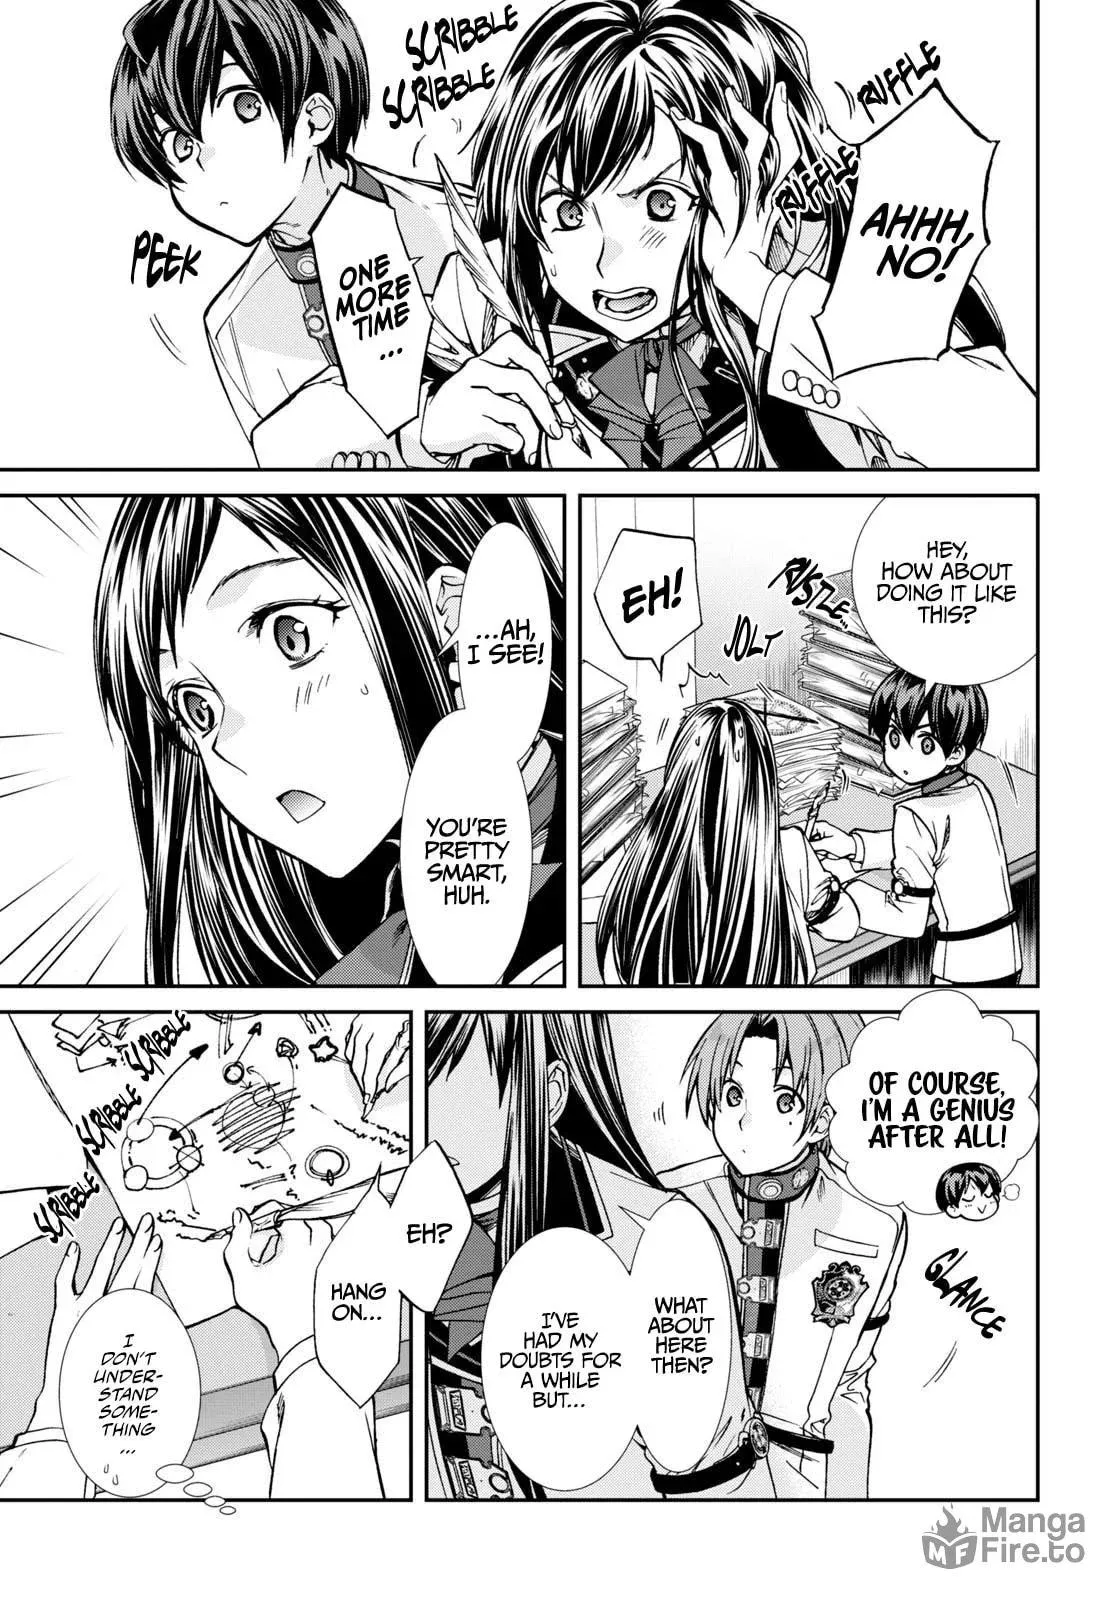 RUFFLE
RUFFLE
AHHH,
NO!
SCRIBBLE
SCRIBBLE
ONE
MORE
TIME
...
PEEK
HEY,
HOW ABOUT
DOING IT LIKE
THIS?
RUSTLE...
JOLT
EH!
...AH,
I SEE!
YOU'RE
PRETTY
SMART,
HUH.
OF COURSE,
I'M A GENIUS
AFTER ALL!
GLANCE
WHAT
ABOUT
HERE
THEN?
I'VE
HAD MY
DOUBTS FOR
A WHILE
BUT...
EH?
HANG
ON...
SCRIBBLE
SCRIBBLE
SCRIBBLE
SCRIBBLE
I
DON'T
UNDER-
STAND
SOME-
THING
...
Manga
Fire.to
MF